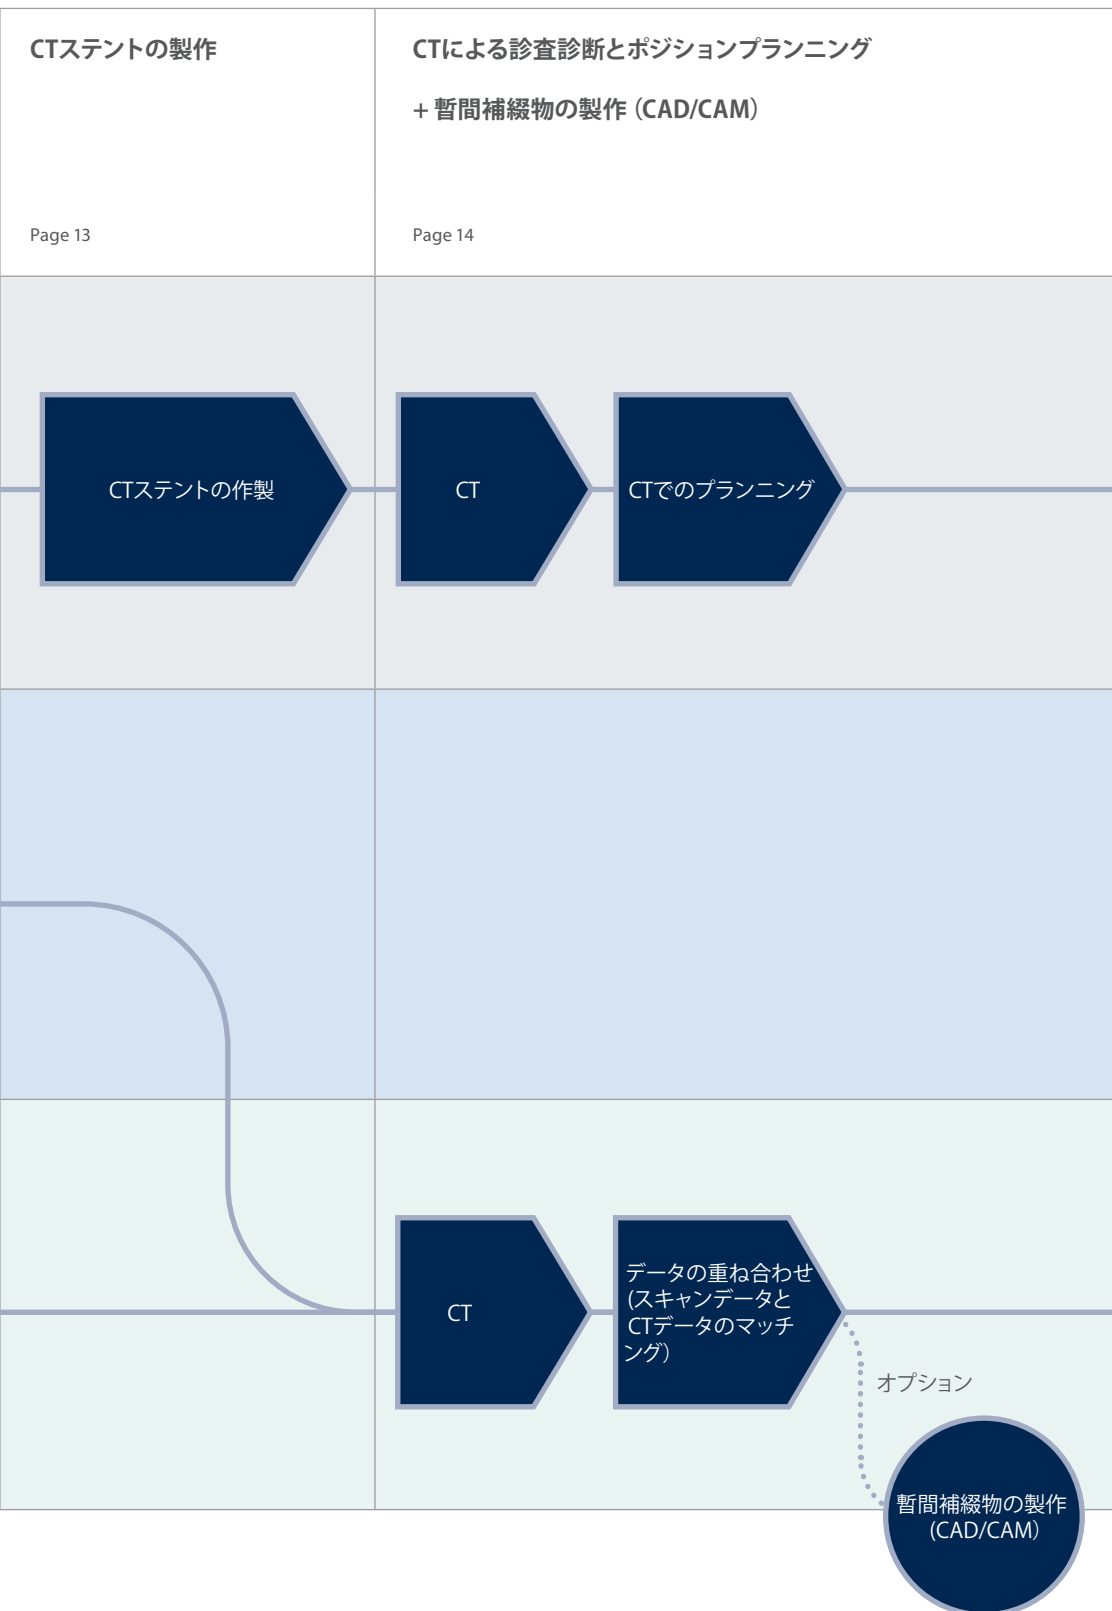 CTステントの製作
CTによる診査診断とポジションプランニング
+ 暫間補綴物の製作（CAD/CAM）
Page 13
Page 14
CTステントの作製
CT
CTでのプランニング
CT
データの重ね合わせ
(スキャンデータと
CTデータのマッチ
ング）
オプション
暫間補綴物の製作
(CAD/CAM）